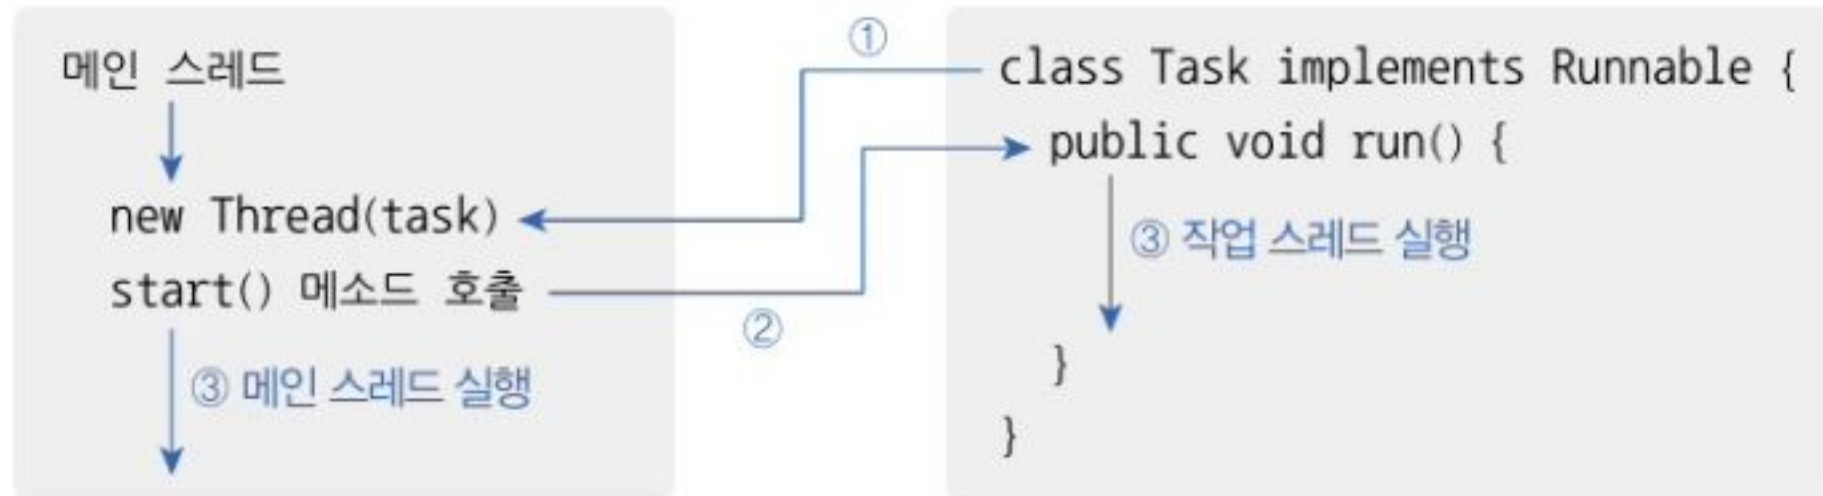 메인 스레드
new Thread(task)
start() 메소드 호출
③ 메인 스레드 실행
①
②
class Task implements Runnable {
public void run() {
③ 작업 스레드 실행
}
}